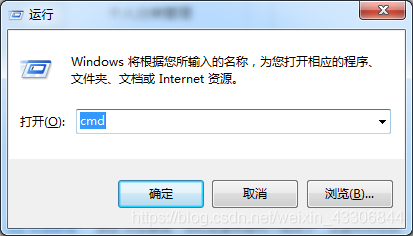 运行
Windows 将根据您所输入的名称，为您打开相应的程序、
文件夹、文档或 Internet 资源。
打开(O): cmd
确定 取消 浏览(B)...
https://blog.csdn.net/weixin_43306844